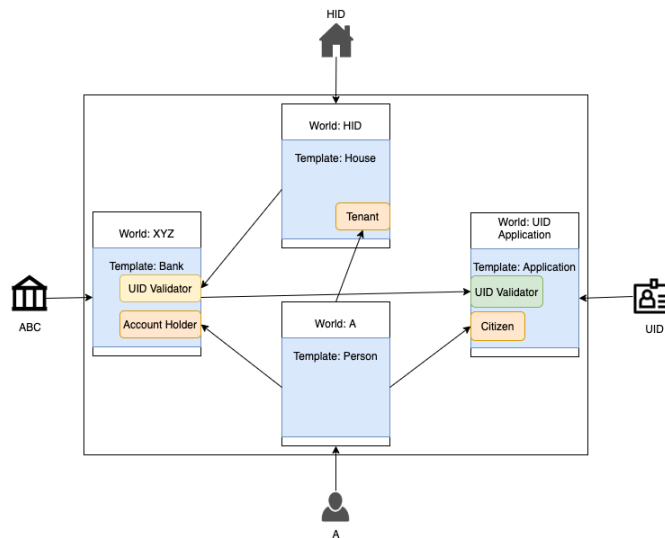 HID
World: HID
Template: House
Tenant
World: XYZ
Template: Bank
UID Validator
Account Holder
World: UID
Application
Template: Application
UID Validator
Citizen
World: A
Template: Person
ABC
UID
A